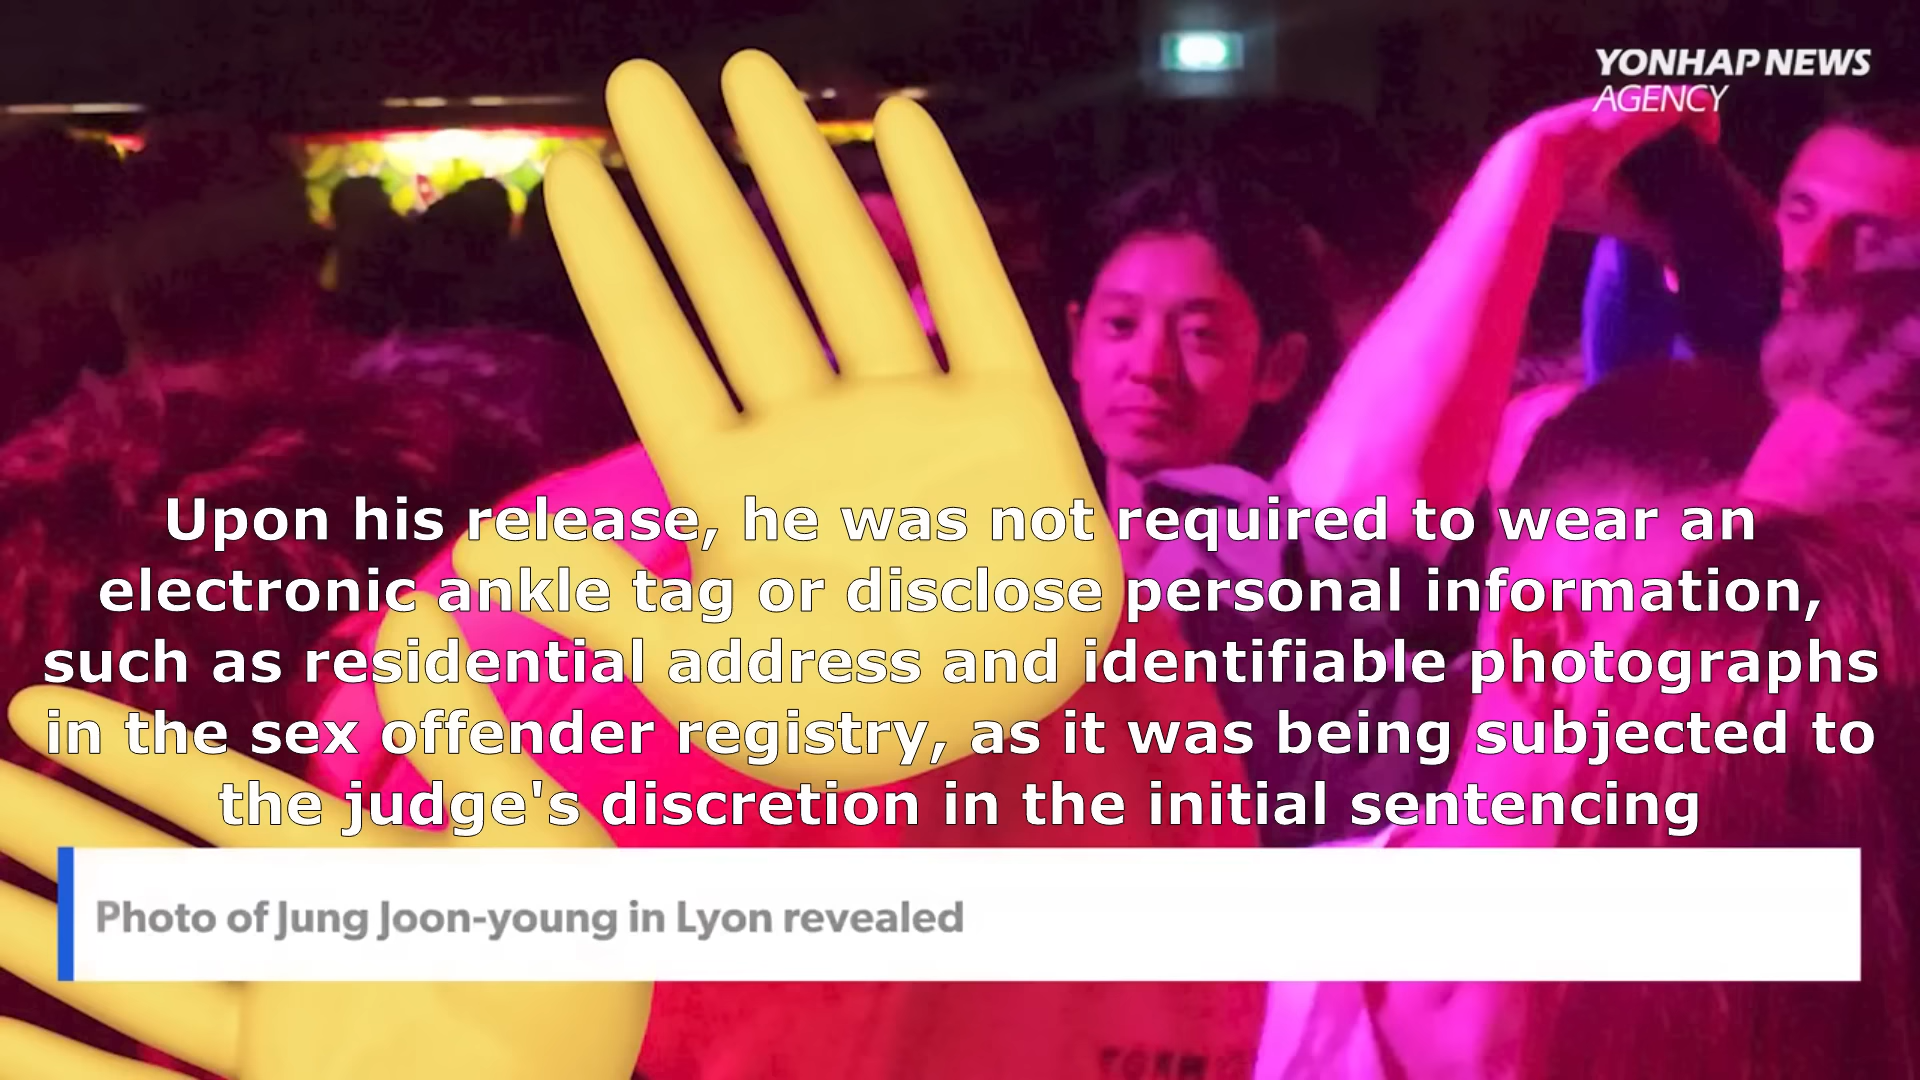 YONHAP NEWS
AGENCY
Upon his release, he was not required to wear an
electronic ankle tag or disclose personal information,
such as residential address and identifiable photographs
in the sex offender registry, as it was being subjected to
the judge's discretion in the initial sentencing
Photo of Jung Joon-young in Lyon revealed